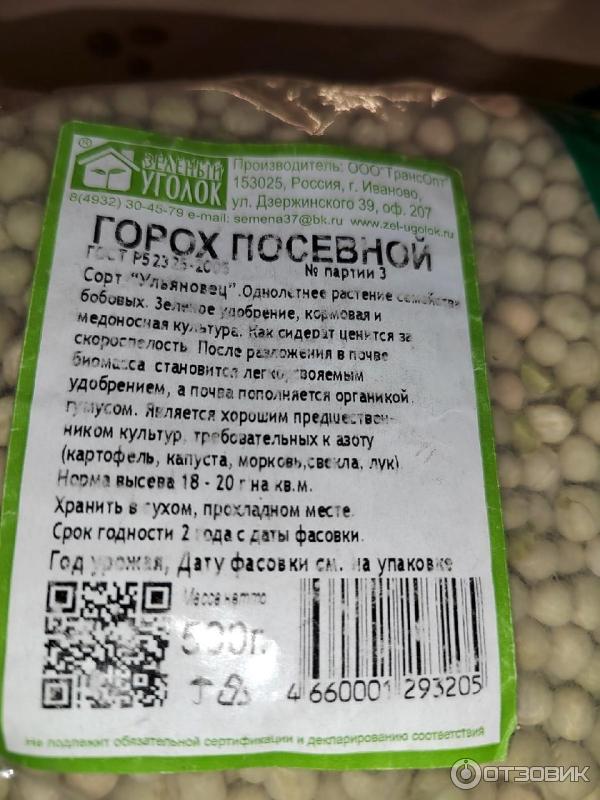 ®
ЗЕЛЕНЫЙ
УГОЛОК
Производитель: ООО"ТрансОпт"
153025, Россия, г. Иваново,
ул. Дзержинского 39, оф. 207
8(4932) 30-45-79 e-mail: semena37@bk.ru www.zel-ugolok.ru
ГОРОХ ПОСЕВНОЙ
ГОСТ № партии 3
Сорт "Ульяновец".Однолетнее растение семейства
бобовых. Зеленое удобрение, кормовая и
медоносная культура. Как сидерат ценится за
скороспелость. После разложения в почве
биомасса становится
удобрением, а почва пополняется органикой,
гумусом. Является хорошим предшествен-
ником культур, требовательных к азоту
(картофель, капуста, морковь,свекла, лук)
Норма высева 18 - 20 г на кв.м.
Хранить в сухом, прохладном месте.
Срок годности 2 года с даты фасовки.
Год урожая, Дату фасовки см. на упаковке
Масса нетто
500г.
4 660001 293205
Не подлежит обязательной сертификации и декларированию соответствия
ОТЗОВИК